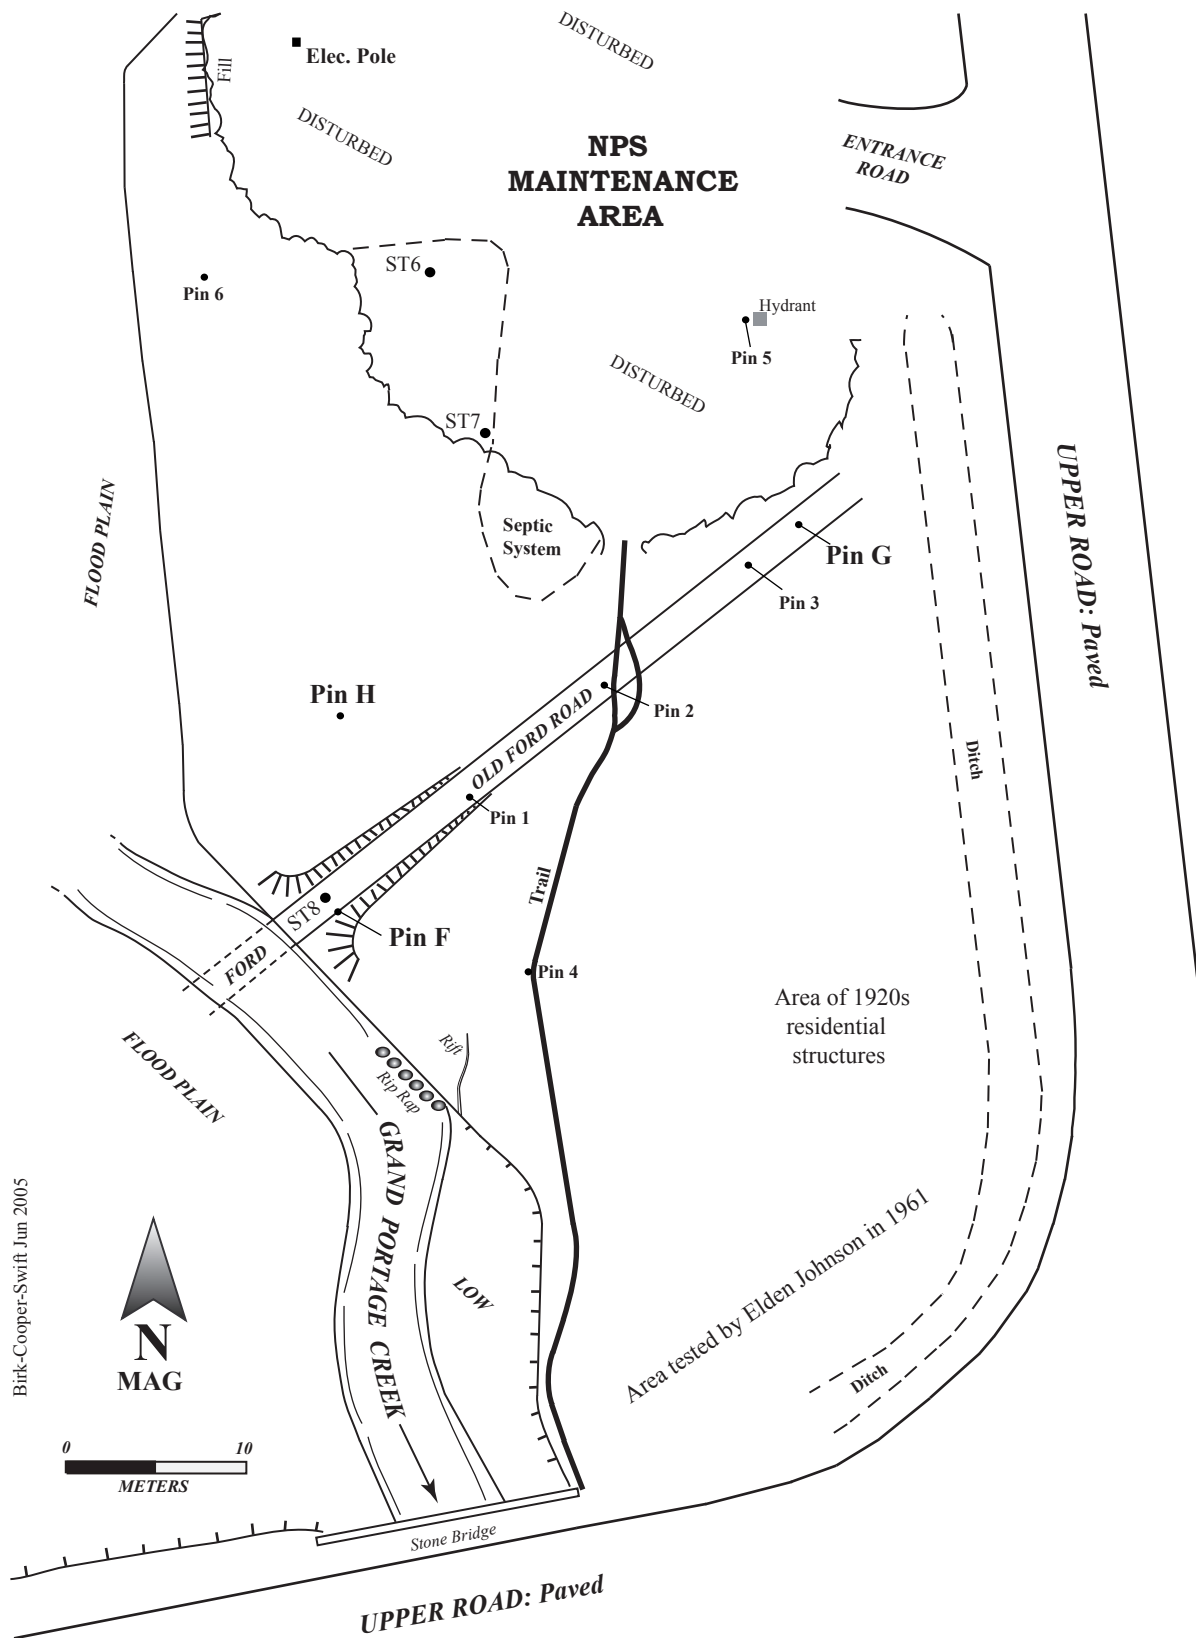 DISTURBED
Elec. Pole
Fill
DISTURBED
NPS
MAINTENANCE
AREA
ENTRANCE
ROAD
ST6
Pin 6
Hydrant
Pin 5
DISTURBED
ST7
UPPER ROAD: Paved
FLOOD PLAIN
Septic
System
Pin G
Pin 3
Pin H
OLD FORD ROAD
Pin 2
Ditch
Pin 1
Trail
ST8
Pin F
FORD
Pin 4
Area of 1920s
residential
structures
FLOOD PLAIN
Rift
Rip Rap
GRAND PORTAGE CREEK
Birk-Cooper-Swift Jun 2005
LOW
Area tested by Elden Johnson in 1961
N
MAG
Ditch
0 10
METERS
Stone Bridge
UPPER ROAD: Paved